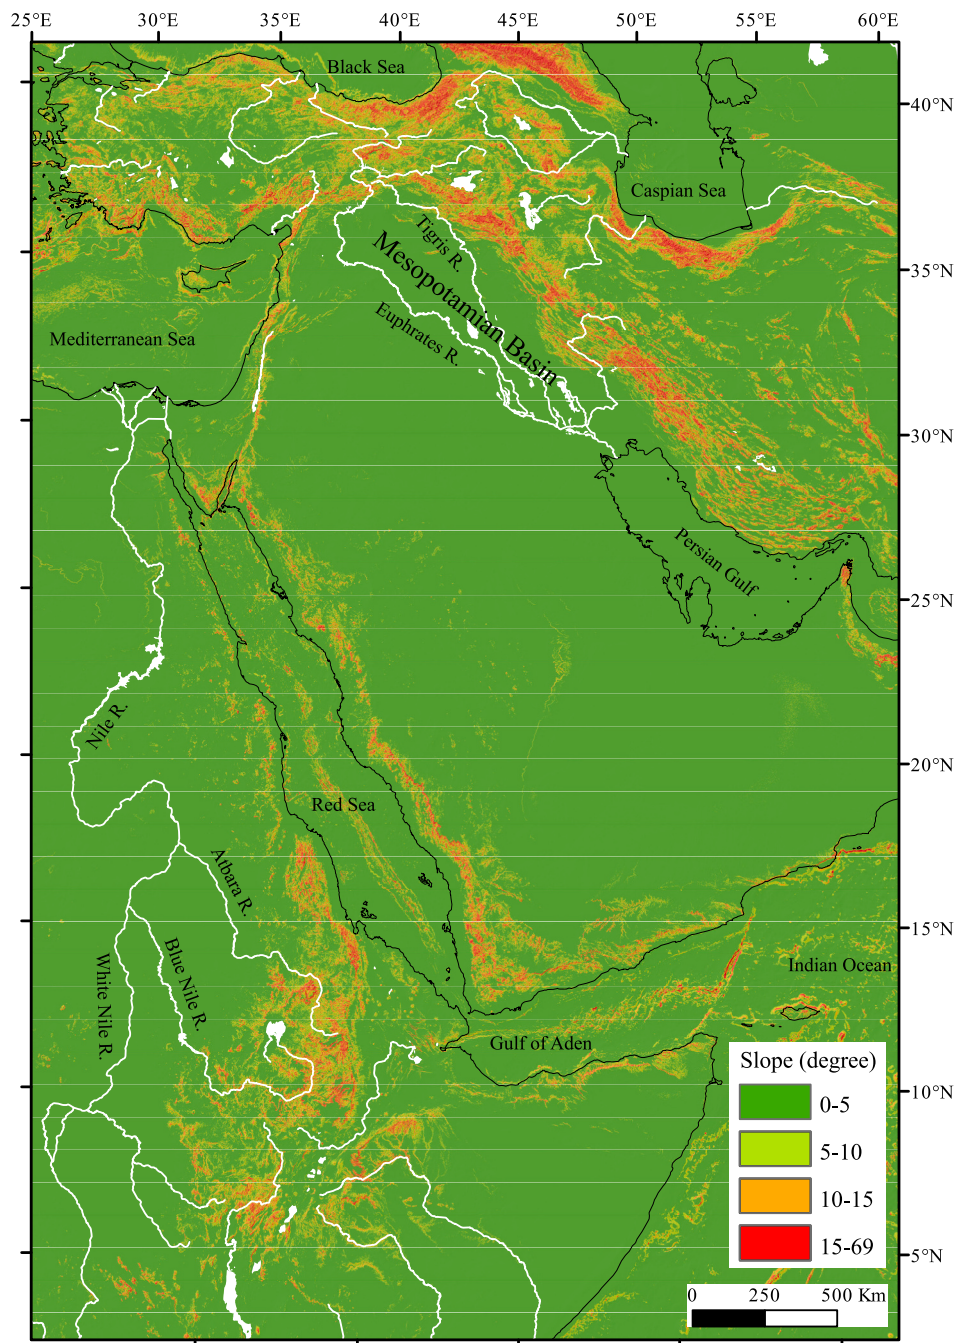 25°E 30°E 35°E 40°E 45°E 50°E 55°E 60°E
Black Sea
40°N
Caspian Sea
Tigris R.
Mesopotamian Basin
35°N
Euphrates R.
Mediterranean Sea
30°N
Persian Gulf
25°N
Nile R.
20°N
Red Sea
Atbara R.
15°N
Blue Nile R.
White Nile R.
Indian Ocean
Gulf of Aden
Slope (degree)
0-5
10°N
5-10
10-15
15-69
5°N
0 250 500 Km